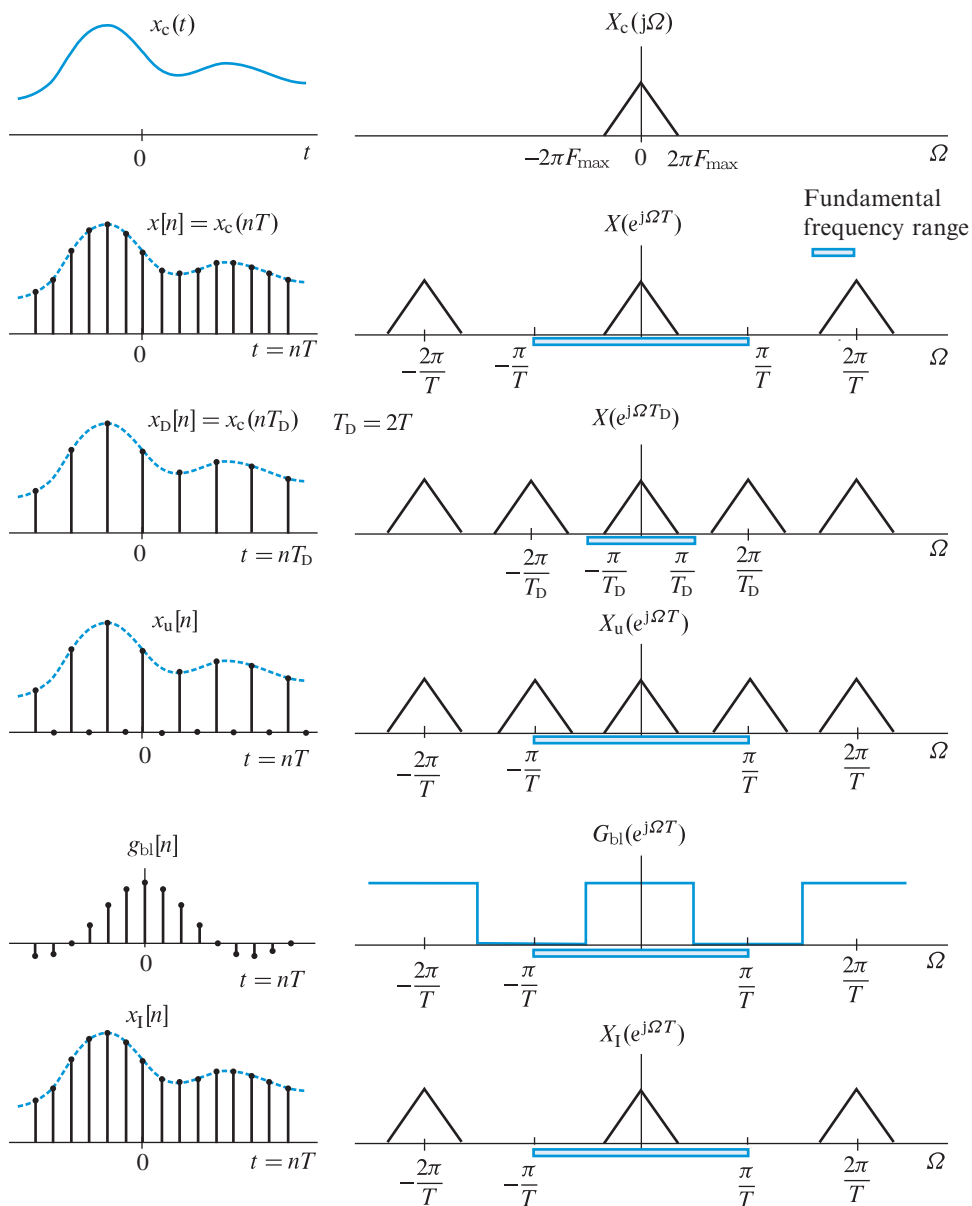 x_c(t)
X_c(jΩ)
0
t
−2πF_max 0 2πF_max
Ω
x[n] = x_c(nT)
X(e^{jΩT})
Fundamental
frequency range
0
t = nT
−2π/T
−π/T
π/T
2π/T
Ω
x_D[n] = x_c(nT_D) T_D = 2T
X(e^{jΩT_D})
0
t = nT_D
−2π/T_D
−π/T_D
π/T_D
2π/T_D
Ω
x_u[n]
X_u(e^{jΩT})
0
t = nT
−2π/T
−π/T
π/T
2π/T
Ω
g_bl[n]
G_bl(e^{jΩT})
0
t = nT
−2π/T
−π/T
π/T
2π/T
Ω
x_I[n]
X_I(e^{jΩT})
0
t = nT
−2π/T
−π/T
π/T
2π/T
Ω